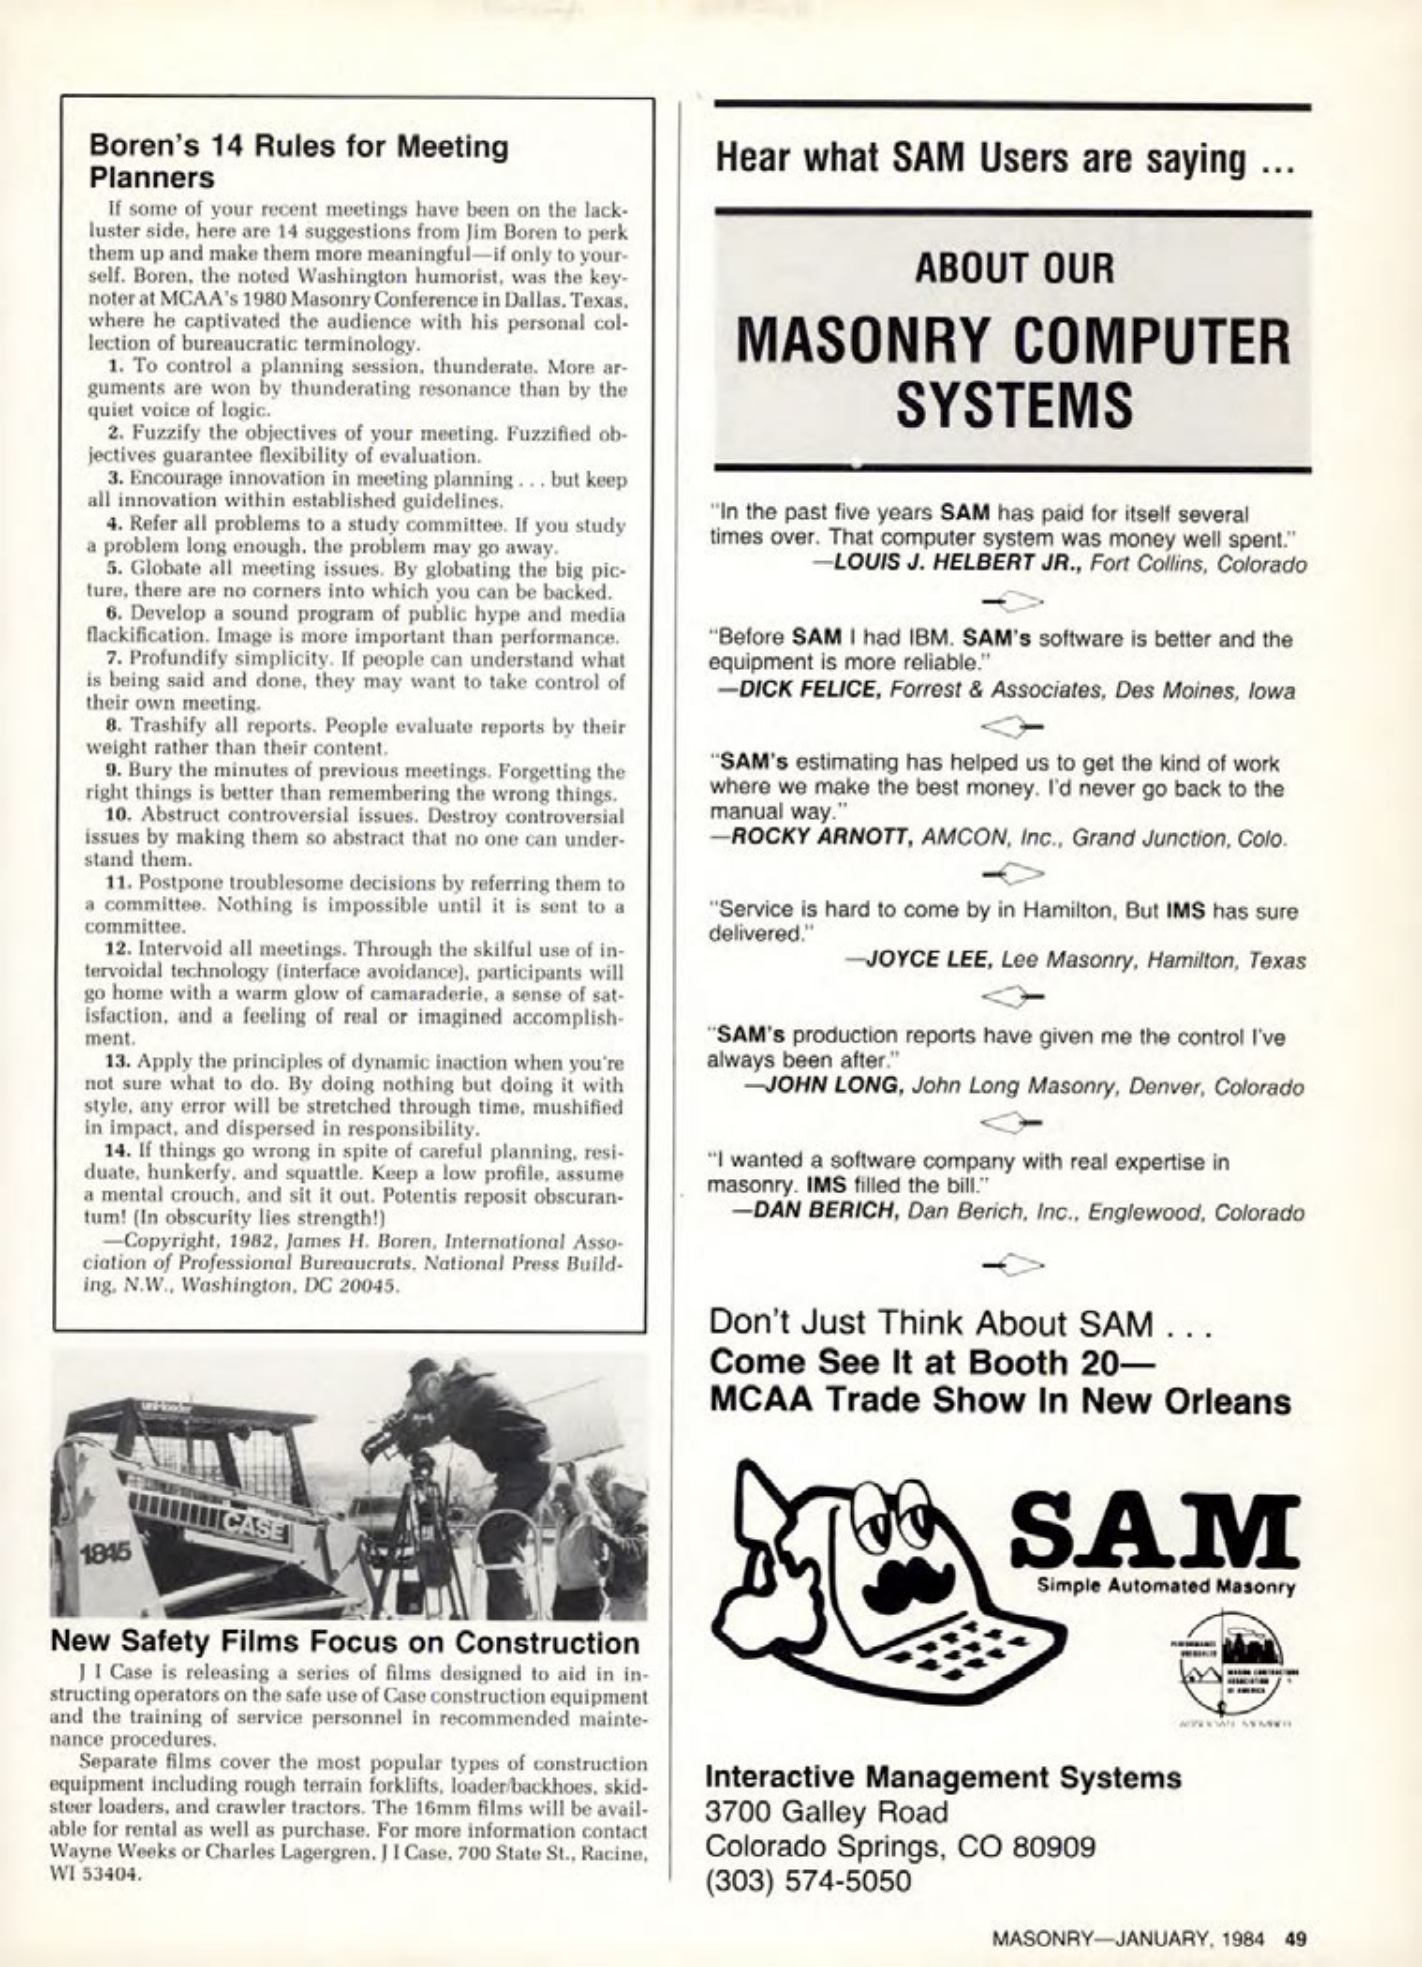 Boren's 14 Rules for Meeting
Planners
If some of your recent meetings have been on the lack-
luster side, here are 14 suggestions from Jim Boren to perk
them up and make them more meaningful—if only to your-
self. Boren, the noted Washington humorist, was the key-
noter at MCAA's 1980 Masonry Conference in Dallas, Texas,
where he captivated the audience with his personal col-
lection of bureaucratic terminology.
1. To control a planning session, thunderate. More ar-
guments are won by thunderating resonance than by the
quiet voice of logic.
2. Fuzzify the objectives of your meeting. Fuzzified ob-
jectives guarantee flexibility of evaluation.
3. Encourage innovation in meeting planning . . . but keep
all innovation within established guidelines.
4. Refer all problems to a study committee. If you study
a problem long enough, the problem may go away.
5. Globate all meeting issues. By globating the big pic-
ture, there are no corners into which you can be backed.
6. Develop a sound program of public hype and media
flackification. Image is more important than performance.
7. Profundify simplicity. If people can understand what
is being said and done, they may want to take control of
their own meeting.
8. Trashify all reports. People evaluate reports by their
weight rather than their content.
9. Bury the minutes of previous meetings. Forgetting the
right things is better than remembering the wrong things.
10. Abstruct controversial issues. Destroy controversial
issues by making them so abstract that no one can under-
stand them.
11. Postpone troublesome decisions by referring them to
a committee. Nothing is impossible until it is sent to a
committee.
12. Intervoid all meetings. Through the skilful use of in-
tervoidal technology (interface avoidance), participants will
go home with a warm glow of camaraderie, a sense of sat-
isfaction, and a feeling of real or imagined accomplish-
ment.
13. Apply the principles of dynamic inaction when you're
not sure what to do. By doing nothing but doing it with
style, any error will be stretched through time, mushified
in impact, and dispersed in responsibility.
14. If things go wrong in spite of careful planning, resi-
duate, hunkerfy, and squattle. Keep a low profile, assume
a mental crouch, and sit it out. Potentis reposit obscuran-
tum! (In obscurity lies strength!)
—Copyright, 1982, James H. Boren, International Asso-
ciation of Professional Bureaucrats, National Press Build-
ing, N.W., Washington, DC 20045.
uni-loader
CASE
1845
New Safety Films Focus on Construction
J I Case is releasing a series of films designed to aid in in-
structing operators on the safe use of Case construction equipment
and the training of service personnel in recommended mainte-
nance procedures.
Separate films cover the most popular types of construction
equipment including rough terrain forklifts, loader/backhoes, skid-
steer loaders, and crawler tractors. The 16mm films will be avail-
able for rental as well as purchase. For more information contact
Wayne Weeks or Charles Lagergren, J I Case, 700 State St., Racine,
WI 53404.
Hear what SAM Users are saying ...
ABOUT OUR
MASONRY COMPUTER
SYSTEMS
"In the past five years SAM has paid for itself several
times over. That computer system was money well spent."
—LOUIS J. HELBERT JR., Fort Collins, Colorado
"Before SAM I had IBM. SAM's software is better and the
equipment is more reliable."
—DICK FELICE, Forrest & Associates, Des Moines, Iowa
"SAM's estimating has helped us to get the kind of work
where we make the best money. I'd never go back to the
manual way."
—ROCKY ARNOTT, AMCON, Inc., Grand Junction, Colo.
"Service is hard to come by in Hamilton, But IMS has sure
delivered."
—JOYCE LEE, Lee Masonry, Hamilton, Texas
"SAM's production reports have given me the control I've
always been after."
—JOHN LONG, John Long Masonry, Denver, Colorado
"I wanted a software company with real expertise in
masonry. IMS filled the bill."
—DAN BERICH, Dan Berich, Inc., Englewood, Colorado
Don't Just Think About SAM . . .
Come See It at Booth 20—
MCAA Trade Show In New Orleans
SAM
Simple Automated Masonry
MASON CONTRACTORS
ASSOCIATION
OF AMERICA
Interactive Management Systems
3700 Galley Road
Colorado Springs, CO 80909
(303) 574-5050
MASONRY—JANUARY, 1984 49